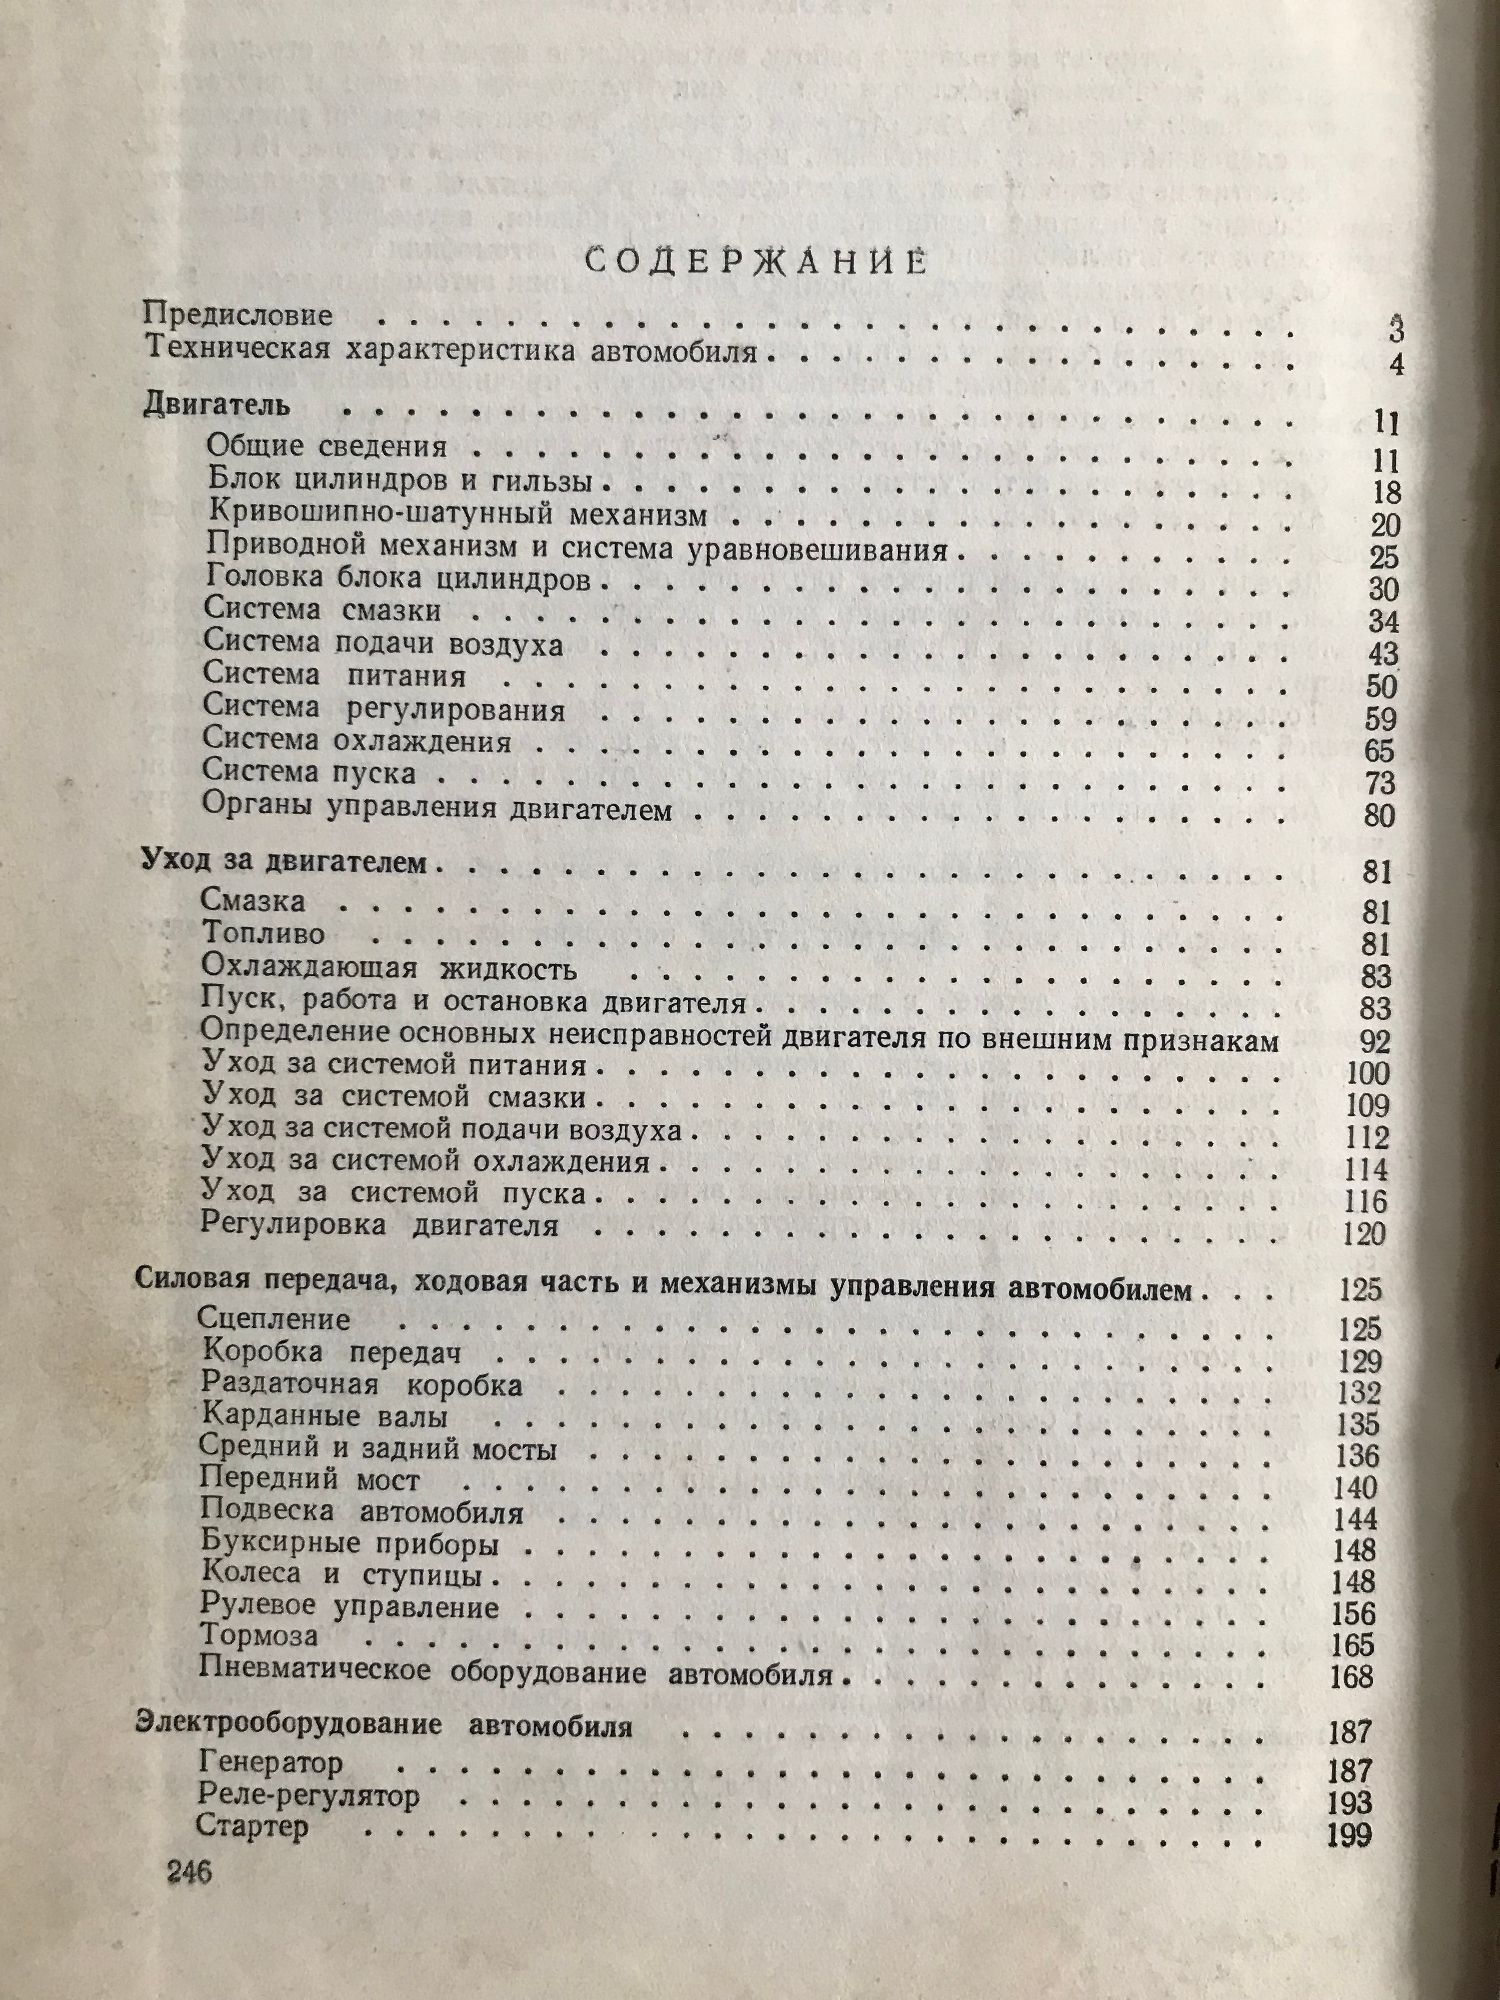 СОДЕРЖАНИЕ
Предисловие . . . . . . . . . . . . . . . . . . . . . . . . . . . . . 3
Техническая характеристика автомобиля . . . . . . . . . . . . . . . . . 4
Двигатель . . . . . . . . . . . . . . . . . . . . . . . . . . . . . . 11
Общие сведения . . . . . . . . . . . . . . . . . . . . . . . . . . 11
Блок цилиндров и гильзы . . . . . . . . . . . . . . . . . . . . . . 18
Кривошипно-шатунный механизм . . . . . . . . . . . . . . . . . . 20
Приводной механизм и система уравновешивания . . . . . . . . . . . 25
Головка блока цилиндров . . . . . . . . . . . . . . . . . . . . . . 30
Система смазки . . . . . . . . . . . . . . . . . . . . . . . . . . 34
Система подачи воздуха . . . . . . . . . . . . . . . . . . . . . . 43
Система питания . . . . . . . . . . . . . . . . . . . . . . . . . 50
Система регулирования . . . . . . . . . . . . . . . . . . . . . . 59
Система охлаждения . . . . . . . . . . . . . . . . . . . . . . . . 65
Система пуска . . . . . . . . . . . . . . . . . . . . . . . . . . . 73
Органы управления двигателем . . . . . . . . . . . . . . . . . . . 80
Уход за двигателем . . . . . . . . . . . . . . . . . . . . . . . . . . . 81
Смазка . . . . . . . . . . . . . . . . . . . . . . . . . . . . . . 81
Топливо . . . . . . . . . . . . . . . . . . . . . . . . . . . . . 81
Охлаждающая жидкость . . . . . . . . . . . . . . . . . . . . . 83
Пуск, работа и остановка двигателя . . . . . . . . . . . . . . . . . 83
Определение основных неисправностей двигателя по внешним признакам 92
Уход за системой питания . . . . . . . . . . . . . . . . . . . . . . 100
Уход за системой смазки . . . . . . . . . . . . . . . . . . . . . . 109
Уход за системой подачи воздуха . . . . . . . . . . . . . . . . . . . 112
Уход за системой охлаждения . . . . . . . . . . . . . . . . . . . . 114
Уход за системой пуска . . . . . . . . . . . . . . . . . . . . . . 116
Регулировка двигателя . . . . . . . . . . . . . . . . . . . . . . 120
Силовая передача, ходовая часть и механизмы управления автомобилем . . . 125
Сцепление . . . . . . . . . . . . . . . . . . . . . . . . . . . . 125
Коробка передач . . . . . . . . . . . . . . . . . . . . . . . . . 129
Раздаточная коробка . . . . . . . . . . . . . . . . . . . . . . . 132
Карданные валы . . . . . . . . . . . . . . . . . . . . . . . . . 135
Средний и задний мосты . . . . . . . . . . . . . . . . . . . . . . 136
Передний мост . . . . . . . . . . . . . . . . . . . . . . . . . . 140
Подвеска автомобиля . . . . . . . . . . . . . . . . . . . . . . . 144
Буксирные приборы . . . . . . . . . . . . . . . . . . . . . . . . 148
Колеса и ступицы . . . . . . . . . . . . . . . . . . . . . . . . . 148
Рулевое управление . . . . . . . . . . . . . . . . . . . . . . . . 156
Тормоза . . . . . . . . . . . . . . . . . . . . . . . . . . . . . 165
Пневматическое оборудование автомобиля . . . . . . . . . . . . . . 168
Электрооборудование автомобиля . . . . . . . . . . . . . . . . . . . 187
Генератор . . . . . . . . . . . . . . . . . . . . . . . . . . . . 187
Реле-регулятор . . . . . . . . . . . . . . . . . . . . . . . . . . 193
Стартер . . . . . . . . . . . . . . . . . . . . . . . . . . . . . 199
246